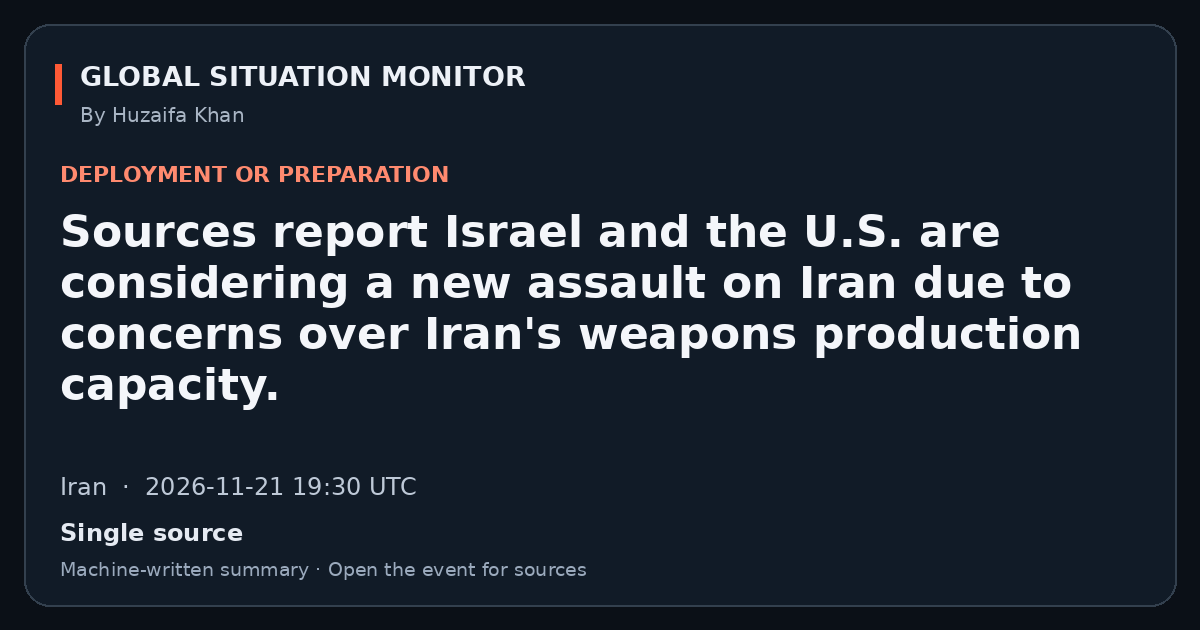 GLOBAL SITUATION MONITOR
By Huzaifa Khan
DEPLOYMENT OR PREPARATION
Sources report Israel and the U.S. are
considering a new assault on Iran due to
concerns over Iran's weapons production
capacity.
Iran · 2026-11-21 19:30 UTC
Single source
Machine-written summary · Open the event for sources